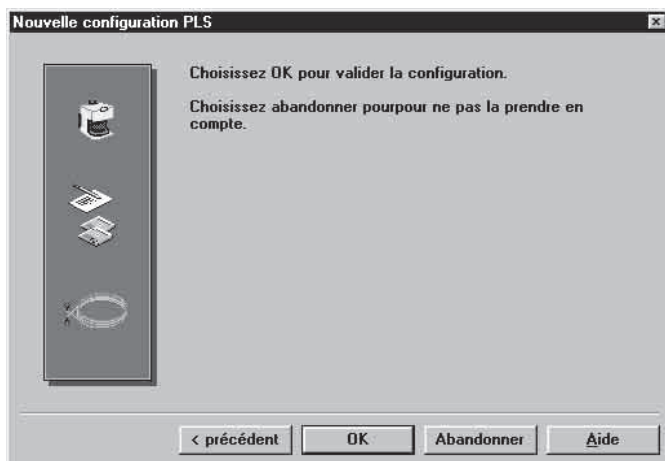 Nouvelle configuration PLS
Choisissez OK pour valider la configuration.
Choisissez abandonner pourpour ne pas la prendre en
compte.
< précédent
OK
Abandonner
Aide